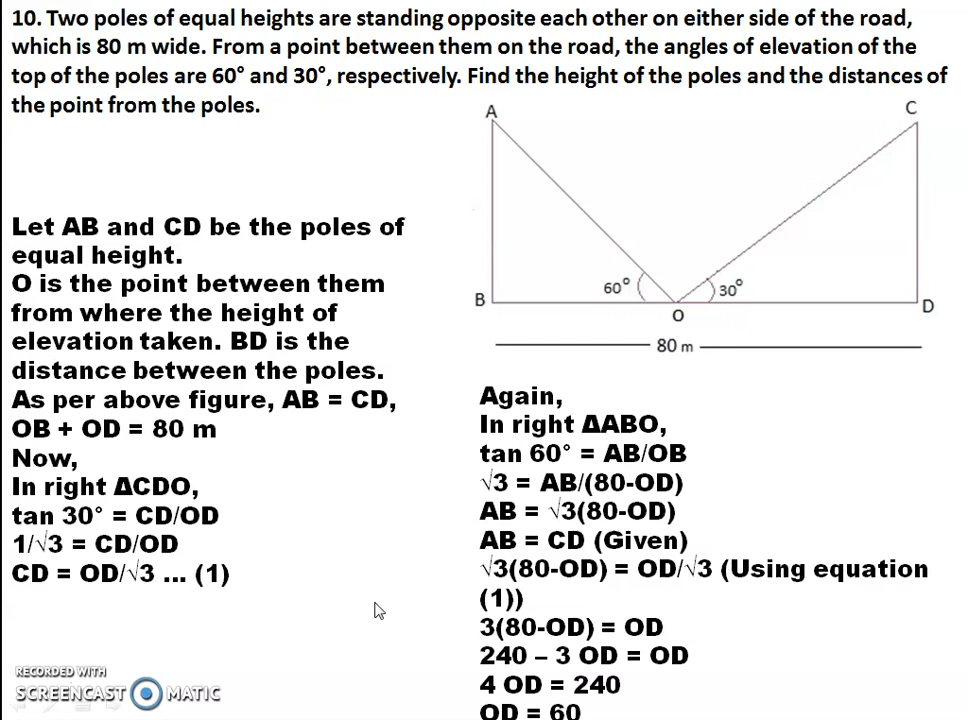 10. Two poles of equal heights are standing opposite each other on either side of the road,
which is 80 m wide. From a point between them on the road, the angles of elevation of the
top of the poles are 60° and 30°, respectively. Find the height of the poles and the distances of
the point from the poles.
A
C
60°
30°
B
O
D
80 m
Let AB and CD be the poles of
equal height.
O is the point between them
from where the height of
elevation taken. BD is the
distance between the poles.
As per above figure, AB = CD,
OB + OD = 80 m
Now,
In right ΔCDO,
tan 30° = CD/OD
1/√3 = CD/OD
CD = OD/√3 ... (1)
Again,
In right ΔABO,
tan 60° = AB/OB
√3 = AB/(80-OD)
AB = √3(80-OD)
AB = CD (Given)
√3(80-OD) = OD/√3 (Using equation
(1))
3(80-OD) = OD
240 – 3 OD = OD
4 OD = 240
OD = 60
RECORDED WITH
SCREENCAST MATIC